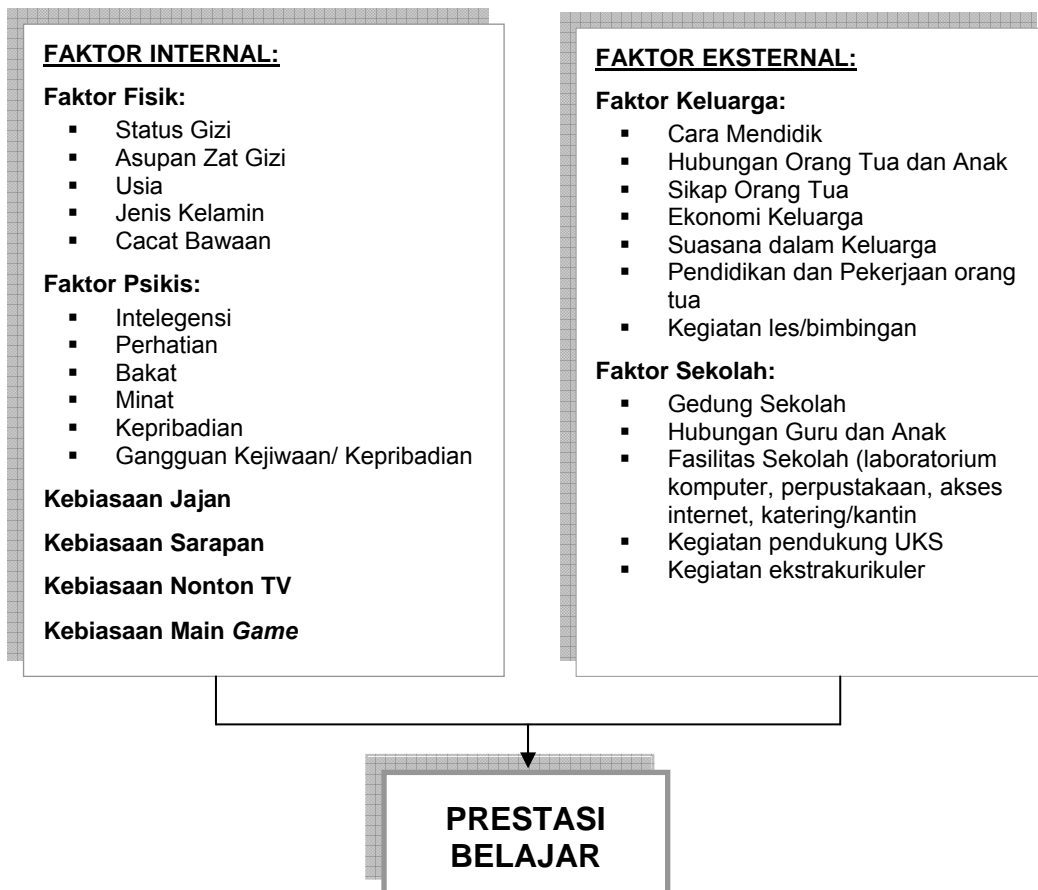 FAKTOR INTERNAL:
Faktor Fisik:
▪ Status Gizi
▪ Asupan Zat Gizi
▪ Usia
▪ Jenis Kelamin
▪ Cacat Bawaan
Faktor Psikis:
▪ Intelegensi
▪ Perhatian
▪ Bakat
▪ Minat
▪ Kepribadian
▪ Gangguan Kejiwaan/ Kepribadian
Kebiasaan Jajan
Kebiasaan Sarapan
Kebiasaan Nonton TV
Kebiasaan Main Game
FAKTOR EKSTERNAL:
Faktor Keluarga:
▪ Cara Mendidik
▪ Hubungan Orang Tua dan Anak
▪ Sikap Orang Tua
▪ Ekonomi Keluarga
▪ Suasana dalam Keluarga
▪ Pendidikan dan Pekerjaan orang
tua
▪ Kegiatan les/bimbingan
Faktor Sekolah:
▪ Gedung Sekolah
▪ Hubungan Guru dan Anak
▪ Fasilitas Sekolah (laboratorium
komputer, perpustakaan, akses
internet, katering/kantin
▪ Kegiatan pendukung UKS
▪ Kegiatan ekstrakurikuler
PRESTASI
BELAJAR